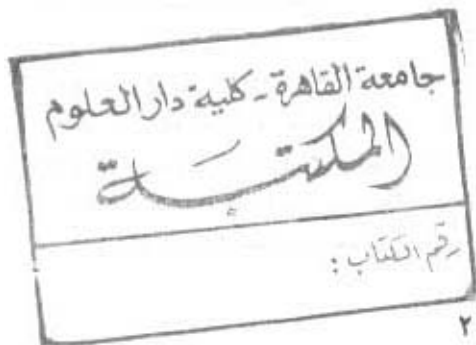 جامعة القاهرة - كلية دار العلوم
المكتبة
رقم الكتاب :
٢